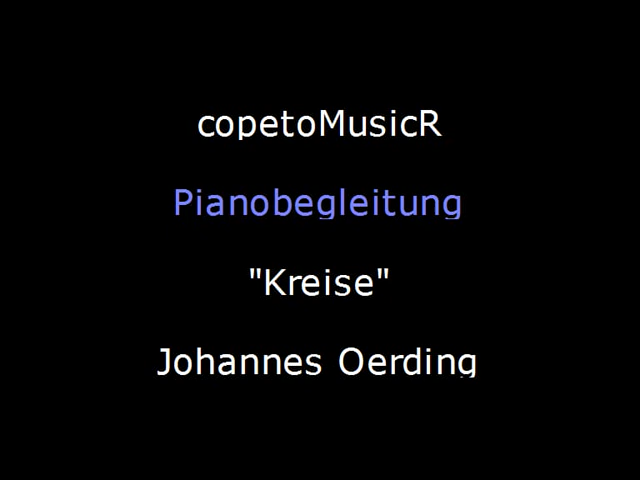 copetoMusicR
Pianobegleitung
"Kreise"
Johannes Oerding